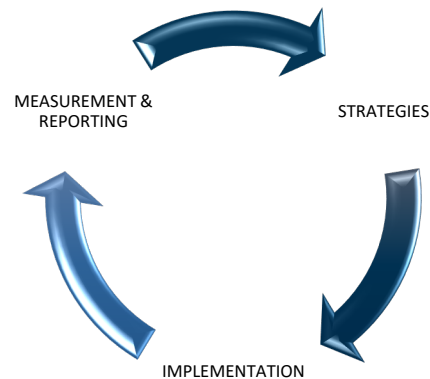 MEASUREMENT &
REPORTING
STRATEGIES
IMPLEMENTATION